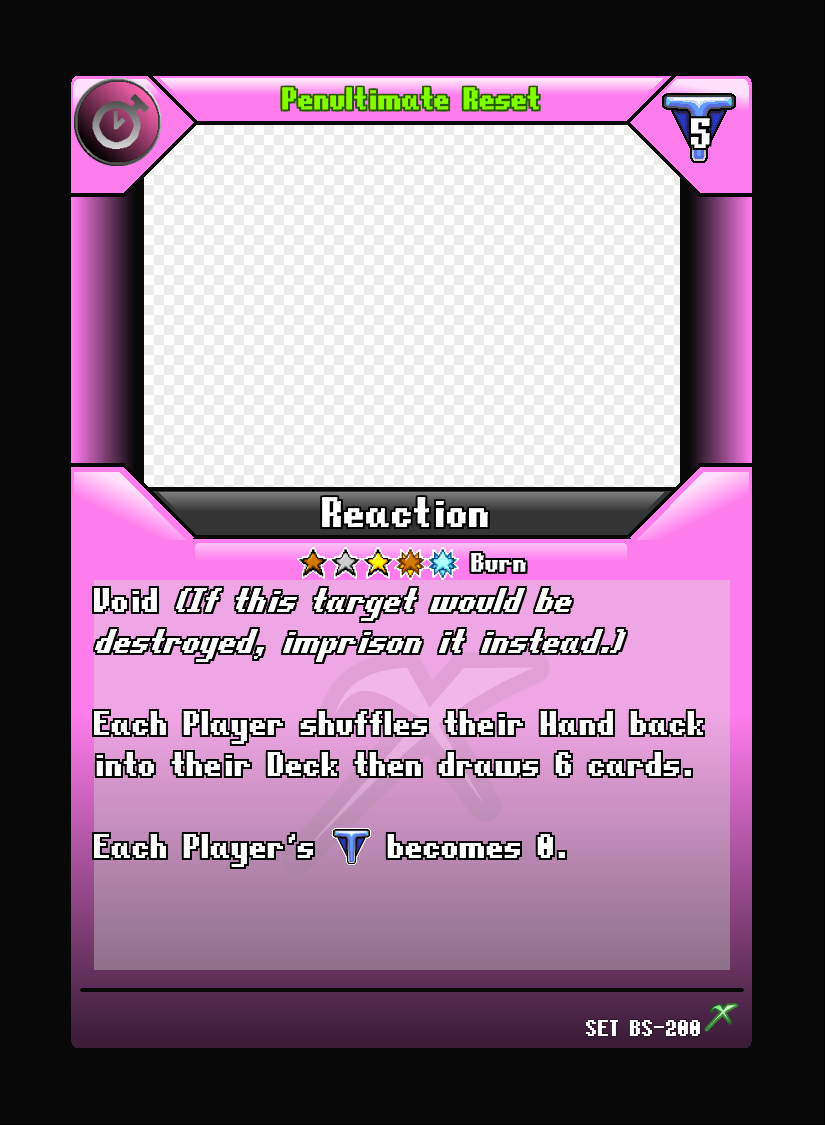 Penultimate Reset
5
Reaction
Burn
Void (If this target would be
destroyed, imprison it instead.)
Each Player shuffles their Hand back
into their Deck then draws 6 cards.
Each Player's T becomes 0.
SET BS-200